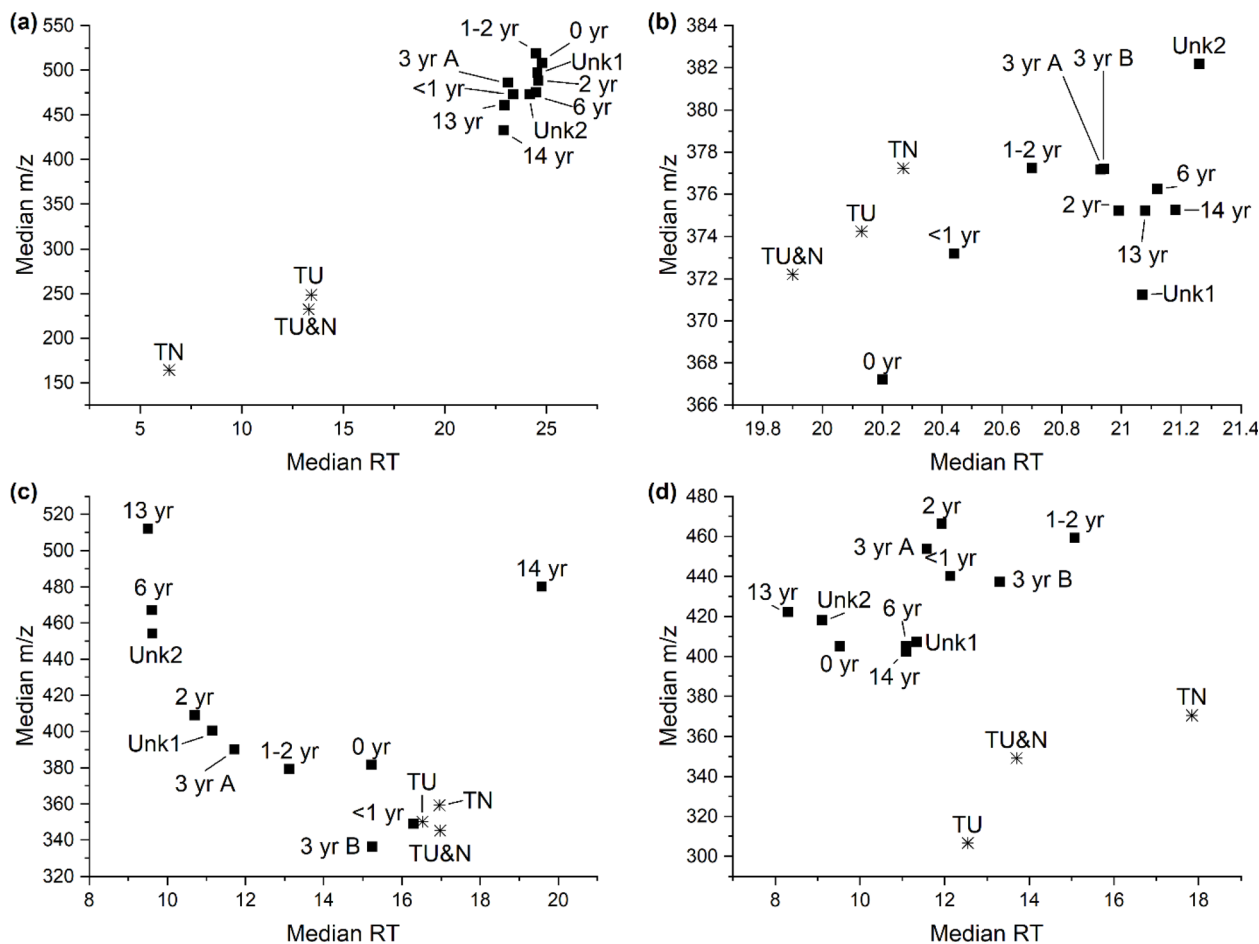 (a)
550
500
450
400
350
300
250
200
150
Median m/z
1-2 yr
0 yr
3 yr A
Unk1
<1 yr
2 yr
13 yr
6 yr
Unk2
14 yr
TU
TU&N
TN
5
10
15
20
25
Median RT
(b)
384
382
380
378
376
374
372
370
368
366
Median m/z
Unk2
3 yr A
3 yr B
TN
1-2 yr
6 yr
TU
2 yr
14 yr
<1 yr
13 yr
TU&N
Unk1
0 yr
19.8
20
20.2
20.4
20.6
20.8
21
21.2
21.4
Median RT
(c)
520
500
480
460
440
420
400
380
360
340
320
Median m/z
13 yr
14 yr
6 yr
Unk2
2 yr
Unk1
3 yr A
1-2 yr
0 yr
TU
TN
<1 yr
TU&N
3 yr B
8
10
12
14
16
18
20
Median RT
(d)
480
460
440
420
400
380
360
340
320
300
Median m/z
2 yr
1-2 yr
3 yr A
<1 yr
3 yr B
13 yr
Unk2
6 yr
Unk1
0 yr
14 yr
TN
TU&N
TU
8
10
12
14
16
18
Median RT